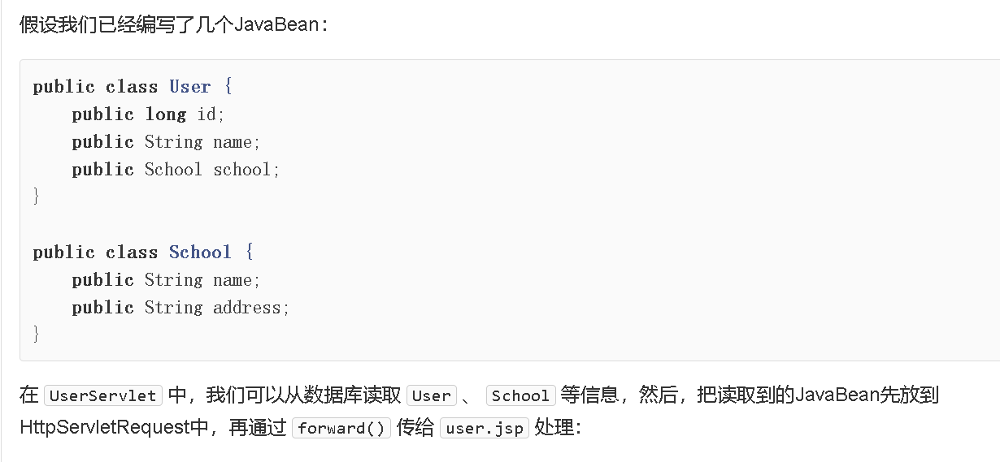 假设我们已经编写了几个JavaBean：
public class User {
    public long id;
    public String name;
    public School school;
}
public class School {
    public String name;
    public String address;
}
在 UserServlet 中，我们可以从数据库读取 User 、 School 等信息，然后，把读取到的JavaBean先放到
HttpServletRequest中，再通过 forward() 传给 user.jsp 处理：